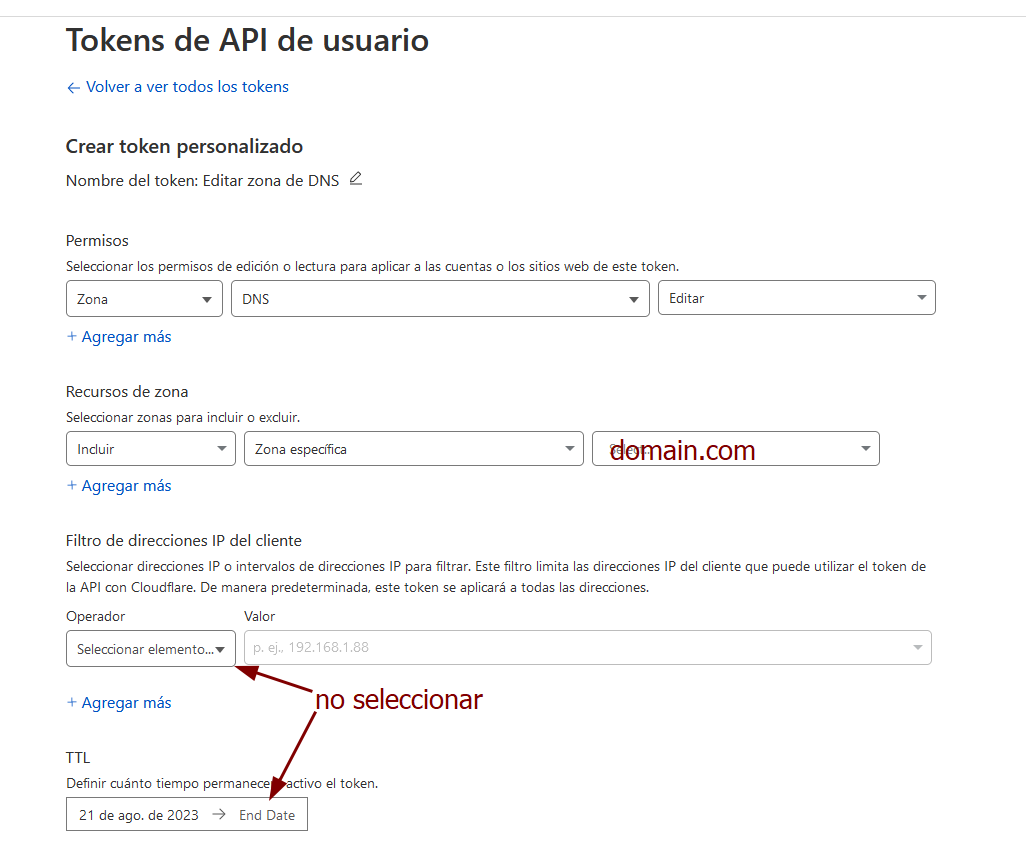 Tokens de API de usuario
← Volver a ver todos los tokens
Crear token personalizado
Nombre del token: Editar zona de DNS
Permisos
Seleccionar los permisos de edición o lectura para aplicar a las cuentas o los sitios web de este token.
Zona DNS Editar
+ Agregar más
Recursos de zona
Seleccionar zonas para incluir o excluir.
Incluir Zona específica domain.com
+ Agregar más
Filtro de direcciones IP del cliente
Seleccionar direcciones IP o intervalos de direcciones IP para filtrar. Este filtro limita las direcciones IP del cliente que puede utilizar el token de
la API con Cloudflare. De manera predeterminada, este token se aplicará a todas las direcciones.
Operador Valor
Seleccionar elemento... p. ej., 192.168.1.88
no seleccionar
+ Agregar más
TTL
Definir cuánto tiempo permanece activo el token.
21 de ago. de 2023 → End Date